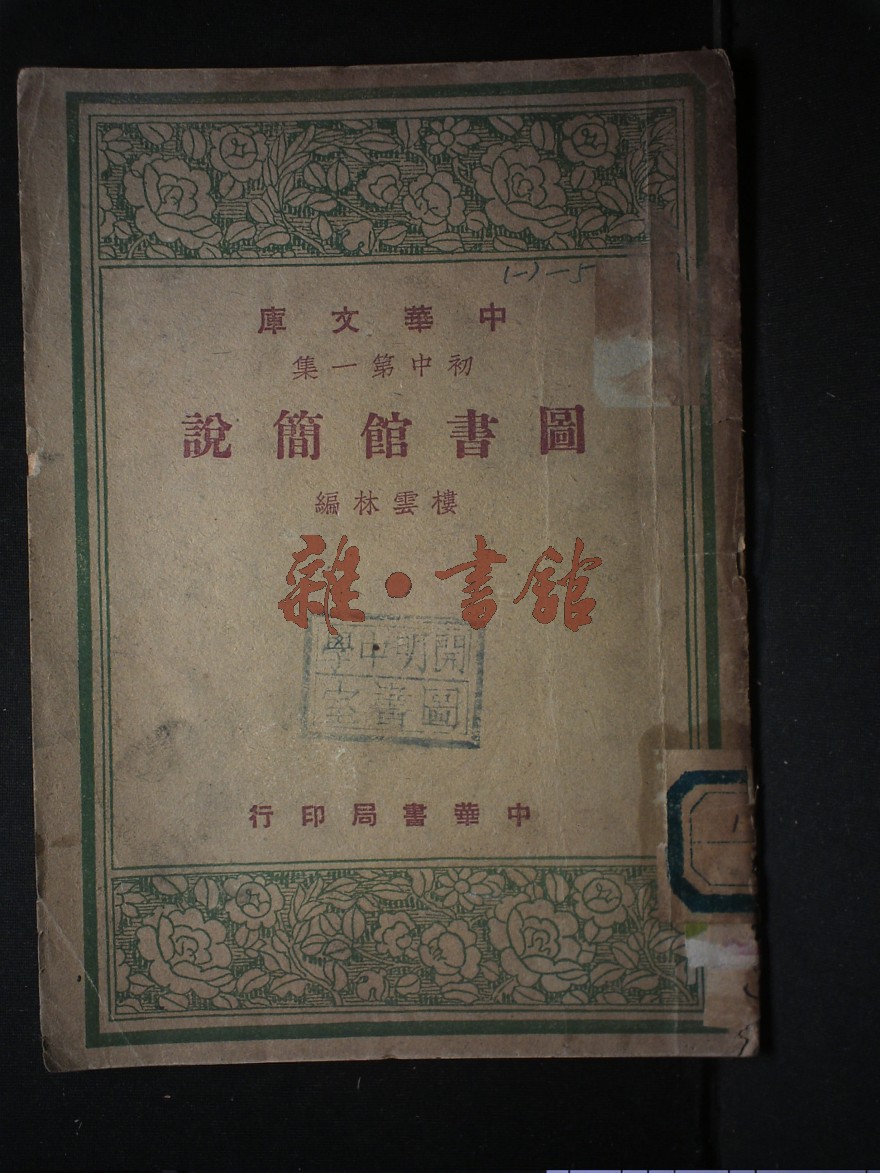 (一)—5
中華文庫
初中第一集
圖書館簡說
樓雲林編
雜·書館
開明中學
圖書室
中華書局印行
1